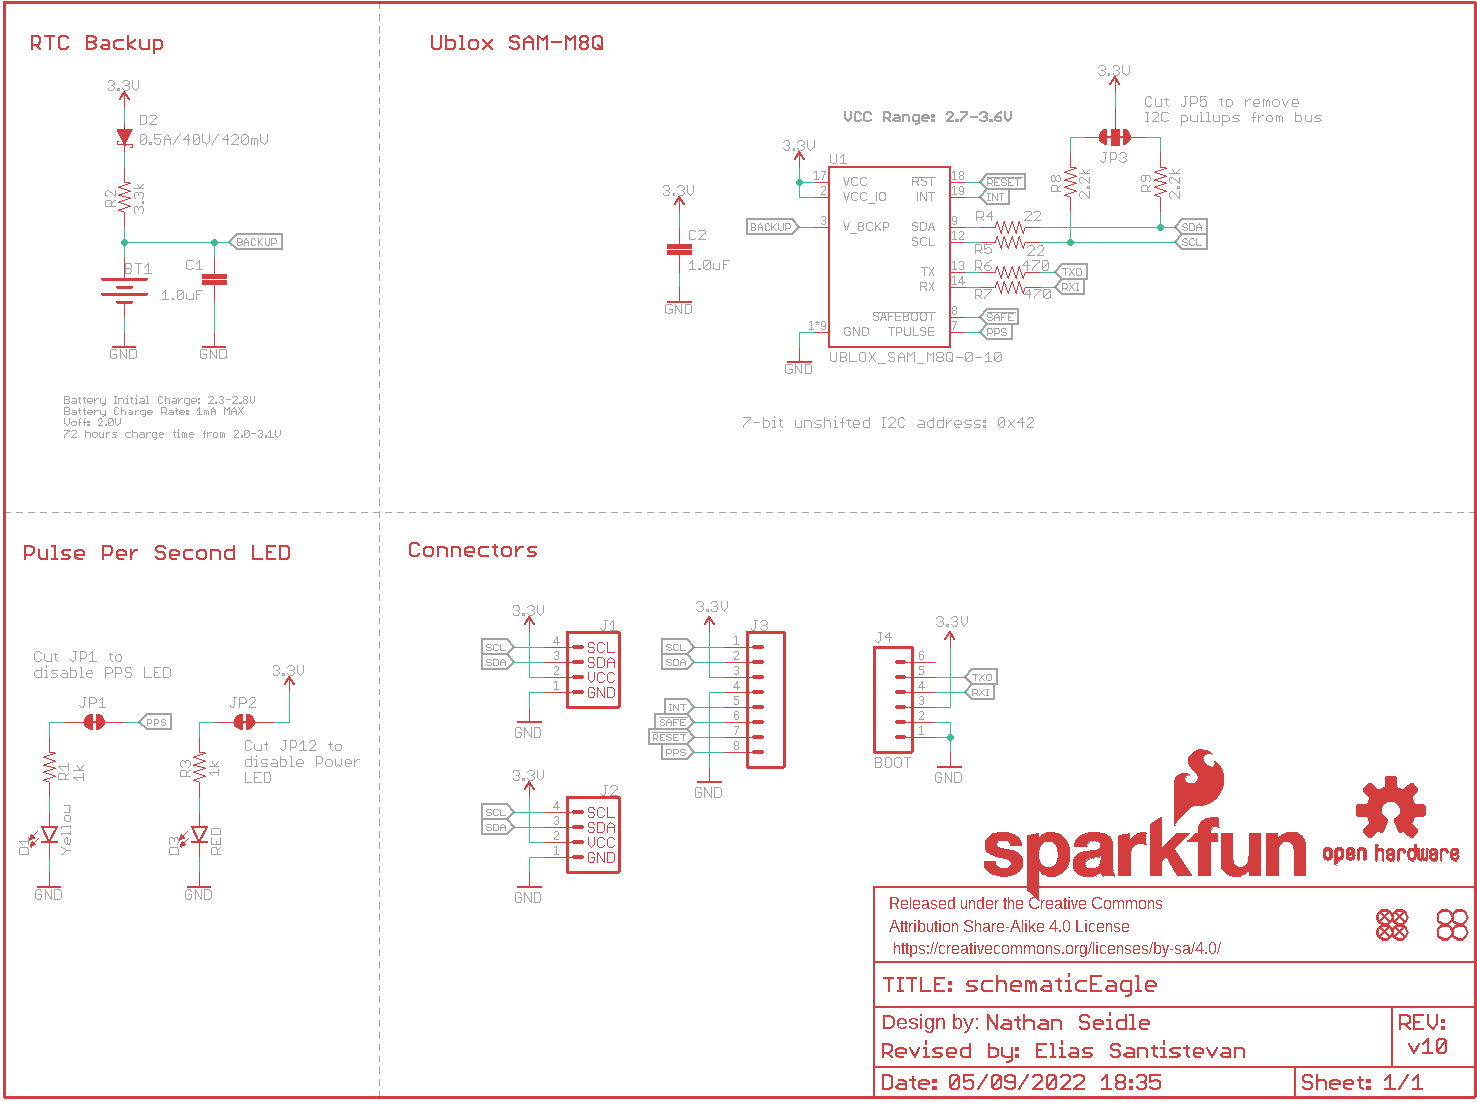 RTC Backup
3.3V
D2
0.5A/40V/420mV
R2
3.3k
BACKUP
BT1
C1
1.0uF
GND
GND
Battery Initial Charge: 2.3-2.8V
Battery Charge Rate: 1mA MAX
Voff: 2.0V
72 hours charge time from 2.0-3.1V
Ublox SAM-M8Q
3.3V
C2
1.0uF
GND
VCC Range: 2.7-3.6V
3.3V
U1
17 VCC
2 VCC_IO
BACKUP 3 V_BCKP
1*9 GND
GND
RST 18 RESET
INT 19 INT
SDA 9 R4 22
SCL 12 R5 22
TX 13 R6 470 TXO
RX 14 R7 470 RXI
SAFEBOOT 8 SAFE
TPULSE 7 PPS
UBLOX_SAM_M8Q-0-10
3.3V
Cut JP5 to remove
I2C pullups from bus
JP3
R8
2.2k
R9
2.2k
SDA
SCL
7-bit unshifted I2C address: 0x42
Pulse Per Second LED
Cut JP1 to
disable PPS LED
JP1
PPS
R1
1k
D1
Yellow
GND
3.3V
JP2
Cut JP12 to
disable Power
LED
R3
1k
D3
RED
GND
Connectors
3.3V
J1
SCL 4 SCL
SDA 3 SDA
2 VCC
1 GND
GND
3.3V
J2
SCL 4 SCL
SDA 3 SDA
2 VCC
1 GND
GND
3.3V
J3
SCL 1
SDA 2
3
4
INT 5
SAFE 6
RESET 7
PPS 8
GND
J4
3.3V
6
5 TXO
4 RXI
3
2
1
BOOT
GND
sparkfun
open hardware
Released under the Creative Commons
Attribution Share-Alike 4.0 License
https://creativecommons.org/licenses/by-sa/4.0/
TITLE: schematicEagle
Design by: Nathan Seidle
Revised by: Elias Santistevan
REV:
v10
Date: 05/09/2022 18:35
Sheet: 1/1